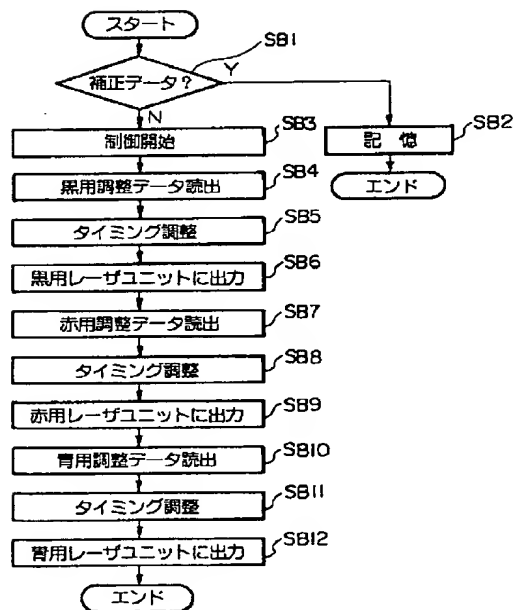 スタート
SB1
補正データ?
Y
N
SB3
制御開始
SB2
記 憶
エンド
SB4
黒用調整データ読出
SB5
タイミング調整
SB6
黒用レーザユニットに出力
SB7
赤用調整データ読出
SB8
タイミング調整
SB9
赤用レーザユニットに出力
SB10
青用調整データ読出
SB11
タイミング調整
SB12
青用レーザユニットに出力
エンド